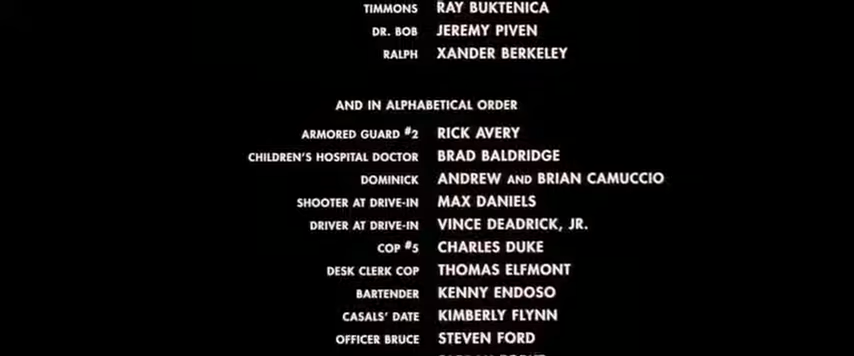 TIMMONS RAY BUKTENICA
DR. BOB JEREMY PIVEN
RALPH XANDER BERKELEY
AND IN ALPHABETICAL ORDER
ARMORED GUARD #2 RICK AVERY
CHILDREN'S HOSPITAL DOCTOR BRAD BALDRIDGE
DOMINICK ANDREW AND BRIAN CAMUCCIO
SHOOTER AT DRIVE-IN MAX DANIELS
DRIVER AT DRIVE-IN VINCE DEADRICK, JR.
COP #5 CHARLES DUKE
DESK CLERK COP THOMAS ELFMONT
BARTENDER KENNY ENDOSO
CASALS' DATE KIMBERLY FLYNN
OFFICER BRUCE STEVEN FORD